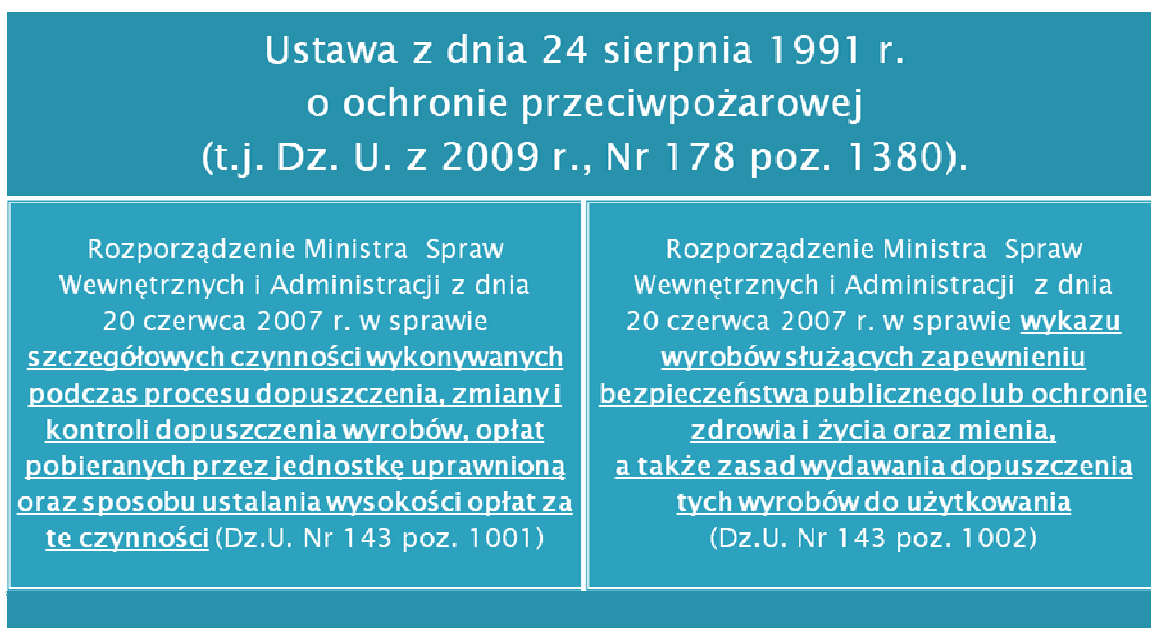 Ustawa z dnia 24 sierpnia 1991 r.
o ochronie przeciwpożarowej
(t.j. Dz. U. z 2009 r., Nr 178 poz. 1380).
Rozporządzenie Ministra Spraw
Wewnętrznych i Administracji z dnia
20 czerwca 2007 r. w sprawie
szczegółowych czynności wykonywanych
podczas procesu dopuszczenia, zmiany i
kontroli dopuszczenia wyrobów, opłat
pobieranych przez jednostkę uprawnioną
oraz sposobu ustalania wysokości opłat za
te czynności (Dz.U. Nr 143 poz. 1001)
Rozporządzenie Ministra Spraw
Wewnętrznych i Administracji z dnia
20 czerwca 2007 r. w sprawie wykazu
wyrobów służących zapewnieniu
bezpieczeństwa publicznego lub ochronie
zdrowia i życia oraz mienia,
a także zasad wydawania dopuszczenia
tych wyrobów do użytkowania
(Dz.U. Nr 143 poz. 1002)